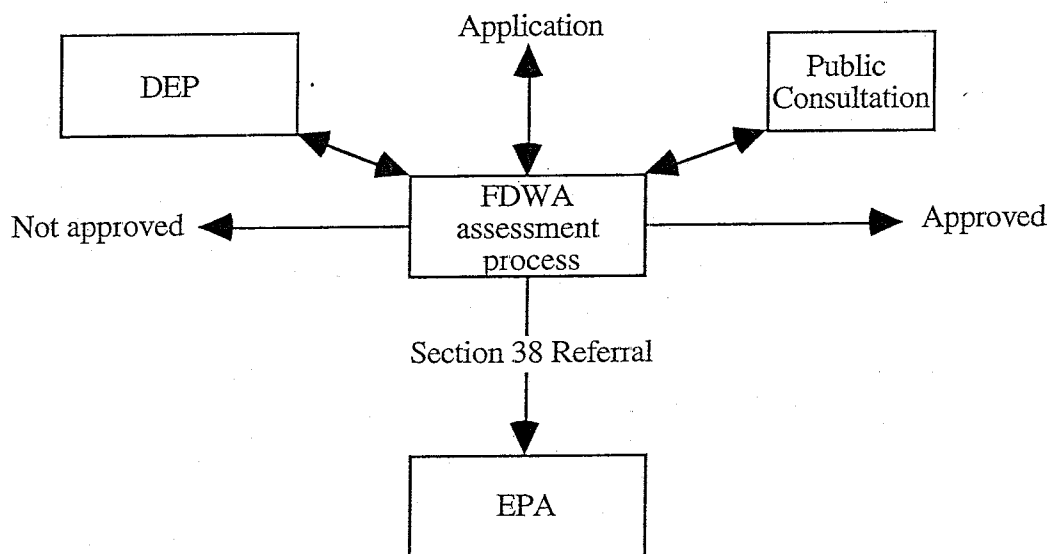 Application
DEP
Public
Consultation
FDWA
assessment
process
Not approved
Approved
Section 38 Referral
EPA